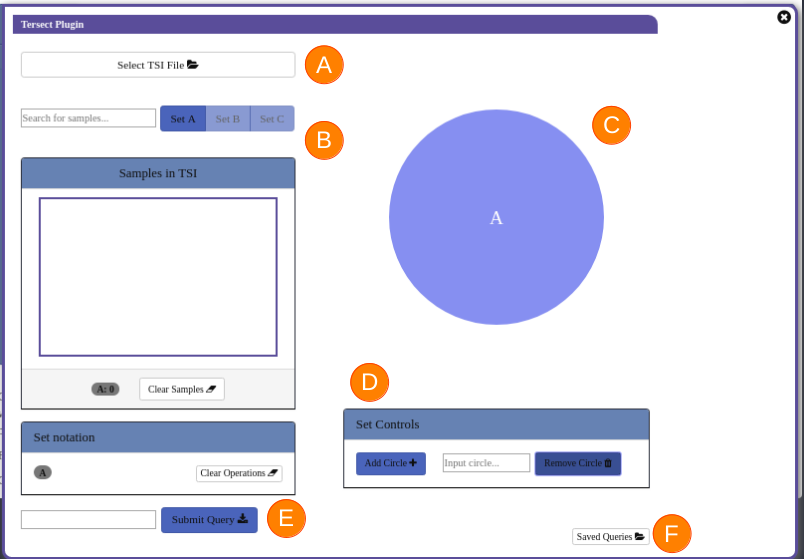 Tersect Plugin
Select TSI File
A
Search for samples...
Set A
Set B
Set C
B
C
Samples in TSI
A
A: 0
Clear Samples
D
Set notation
Set Controls
A
Clear Operations
Add Circle
Input circle...
Remove Circle
Submit Query
E
Saved Queries
F